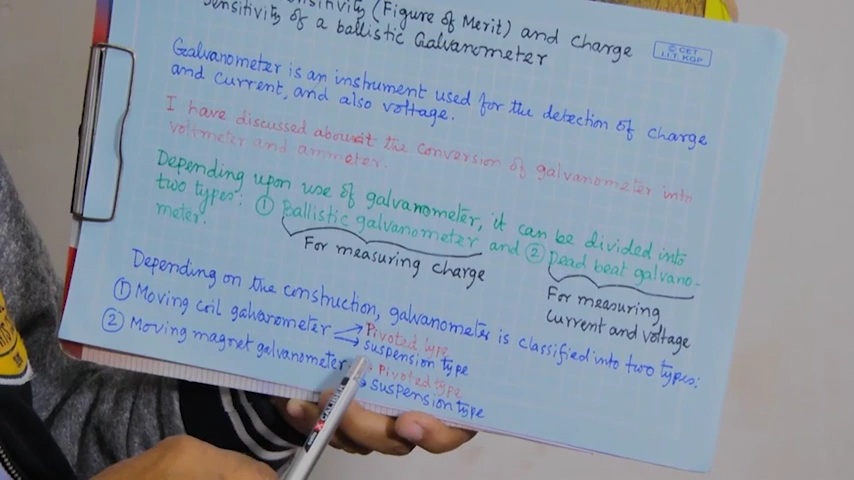 sensitivity (Figure of Merit) and charge
sensitivity of a ballistic Galvanometer
© CET
I.I.T. KGP
Galvanometer is an instrument used for the detection of charge
and current, and also voltage.
I have discussed about the conversion of galvanometer into
voltmeter and ammeter.
Depending upon use of galvanometer, it can be divided into
two types: ① Ballistic galvanometer and ② Dead beat galvano-
meter.
For measuring charge
For measuring
current and voltage
Depending on the construction, galvanometer is classified into two types:
① Moving coil galvanometer
Pivoted type
suspension type
② Moving magnet galvanometer
Pivoted type
suspension type